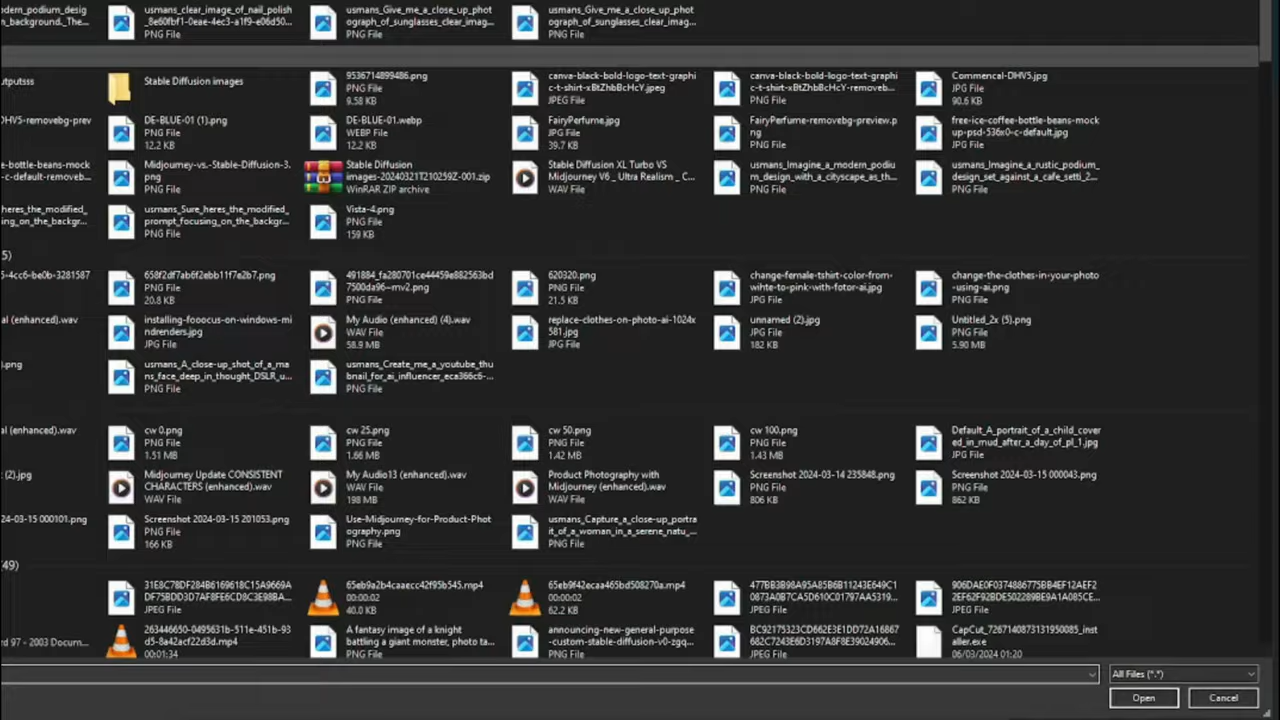 odern_podium_desig
_background._The...
usmans_clear_image_of_nail_polish
_8e60fbf1-0eae-4ec3-a1f9-e06d50...
PNG File
usmans_Give_me_a_close_up_phot
ograph_of_sunglasses_clear_imag...
PNG File
usmans_Give_me_a_close_up_phot
ograph_of_sunglasses_clear_imag...
PNG File
utputsss
Stable Diffusion images
9536714899486.png
PNG File
9.58 KB
canva-black-bold-logo-text-graphi
c-t-shirt-xBtZhbBcHcY.jpeg
JPEG File
canva-black-bold-logo-text-graphi
c-t-shirt-xBtZhbBcHcY-removeb...
PNG File
Commencal-DHV5.jpg
JPG File
90.6 KB
DHV5-removebg-prev
DE-BLUE-01 (1).png
PNG File
12.2 KB
DE-BLUE-01.webp
WEBP File
12.2 KB
FairyPerfume.jpg
JPG File
39.7 KB
FairyPerfume-removebg-preview.p
ng
PNG File
free-ice-coffee-bottle-beans-mock
up-psd-536x0-c-default.jpg
JPG File
e-bottle-beans-mock
-c-default-removeb...
Midjourney-vs.-Stable-Diffusion-3.
png
PNG File
Stable Diffusion
images-20240321T210259Z-001.zip
WinRAR ZIP archive
Stable Diffusion XL Turbo VS
Midjourney V6 _ Ultra Realism _ C...
WAV File
usmans_Imagine_a_modern_podiu
m_design_with_a_cityscape_as_th...
PNG File
usmans_Imagine_a_rustic_podium_
design_set_against_a_cafe_setti_2...
PNG File
heres_the_modified_
ng_on_the_backgr...
usmans_Sure_heres_the_modified_
prompt_focusing_on_the_backgr...
PNG File
Vista-4.png
PNG File
159 KB
5)
5-4cc6-be0b-3281587
658f2df7ab6f2ebb11f7e2b7.png
PNG File
20.8 KB
491884_fa280701ce44459e882563bd
7500da96~mv2.png
PNG File
620320.png
PNG File
21.5 KB
change-female-tshirt-color-from-
wihte-to-pink-with-fotor-ai.jpg
JPG File
change-the-clothes-in-your-photo
-using-ai.png
PNG File
al (enhanced).wav
installing-fooocus-on-windows-mi
ndrenders.jpg
JPG File
My Audio (enhanced) (4).wav
WAV File
58.9 MB
replace-clothes-on-photo-ai-1024x
581.jpg
JPG File
unnamed (2).jpg
JPG File
182 KB
Untitled_2x (5).png
PNG File
5.90 MB
).png
usmans_A_close-up_shot_of_a_ma
ns_face_deep_in_thought_DSLR_u...
PNG File
usmans_Create_me_a_youtube_thu
bnail_for_ai_influencer_eca366c6-...
PNG File
al (enhanced).wav
cw 0.png
PNG File
1.51 MB
cw 25.png
PNG File
1.66 MB
cw 50.png
PNG File
1.42 MB
cw 100.png
PNG File
1.43 MB
Default_A_portrait_of_a_child_cover
ed_in_mud_after_a_day_of_pl_1.jpg
JPG File
(2).jpg
Midjourney Update CONSISTENT
CHARACTERS (enhanced).wav
WAV File
My Audio13 (enhanced).wav
WAV File
198 MB
Product Photography with
Midjourney (enhanced).wav
WAV File
Screenshot 2024-03-14 235848.png
PNG File
806 KB
Screenshot 2024-03-15 000043.png
PNG File
862 KB
24-03-15 000101.png
Screenshot 2024-03-15 201053.png
PNG File
166 KB
Use-Midjourney-for-Product-Phot
ography.png
PNG File
usmans_Capture_a_close-up_portra
it_of_a_woman_in_a_serene_natu_...
PNG File
(49)
31E8C78DF284B6169618C15A9669A
DF75BDD3D7AF8FE6CD8C3E98BA...
JPEG File
65eb9a2b4caaecc42f95b545.mp4
00:00:02
40.0 KB
65eb9f42ecaa465bd508270a.mp4
00:00:02
62.2 KB
477BB3B98A95A85B6B11243E649C1
0873A0B7CA5D610C01797AA5319...
JPEG File
906DAE0F0374886775BB4EF12AEF2
2EF62F92BDE502289BE9A1A085CE...
JPEG File
rd 97 - 2003 Docum...
263446650-0495631b-511e-451b-93
d5-8a42acf22d3d.mp4
00:01:34
A fantasy image of a knight
battling a giant monster, photo ta...
PNG File
announcing-new-general-purpose
-custom-stable-diffusion-v0-zgq...
PNG File
BC92175323CD662E3E1DD72A16867
682C7243E6D3197A8F8E39024906...
JPEG File
CapCut_7267140873131950085_inst
aller.exe
06/03/2024 01:20
All Files (*.*)
Open
Cancel